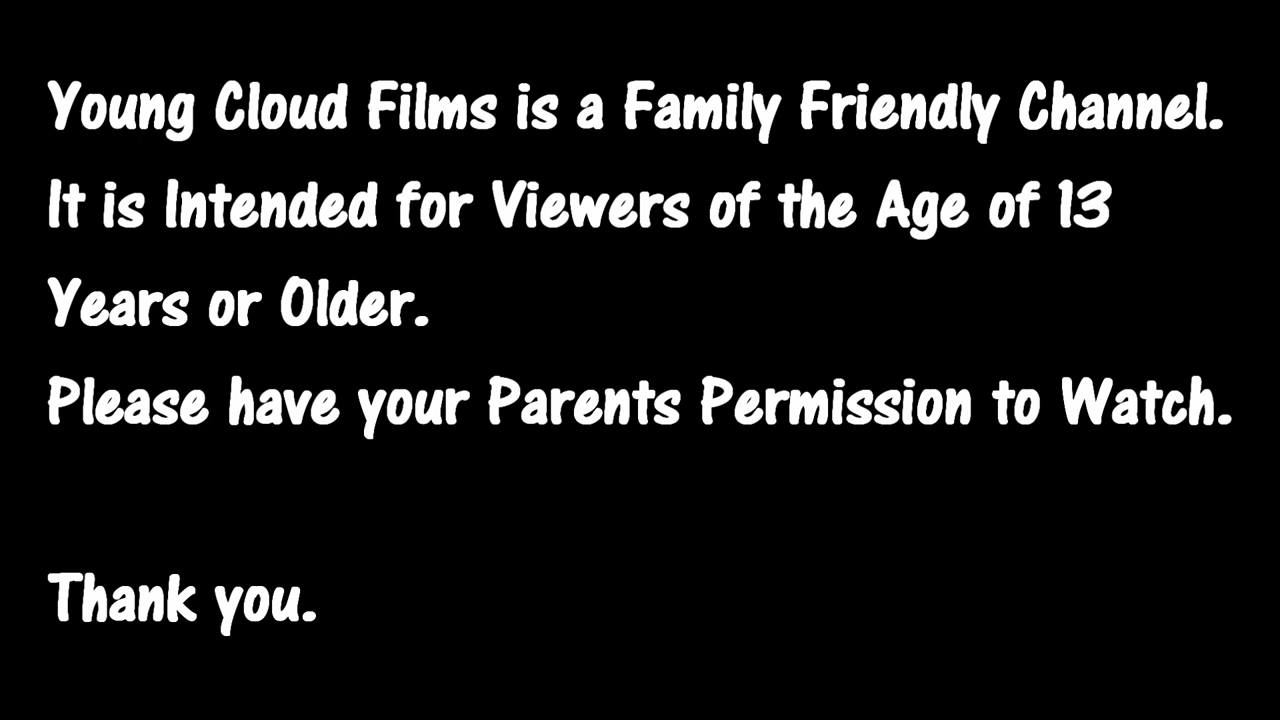 Young Cloud Films is a Family Friendly Channel.
It is Intended for Viewers of the Age of 13
Years or Older.
Please have your Parents Permission to Watch.
Thank you.